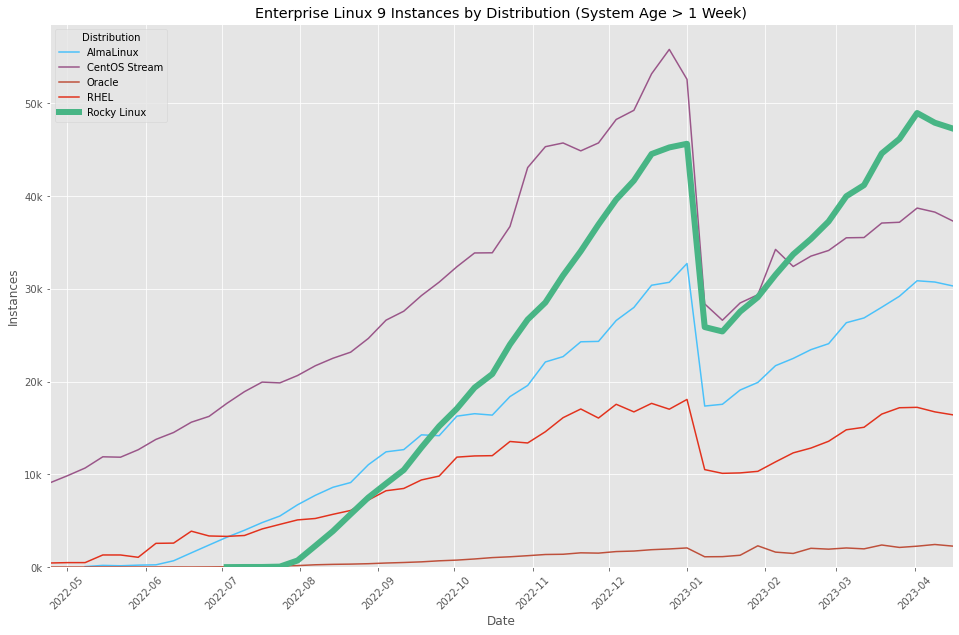 Enterprise Linux 9 Instances by Distribution (System Age > 1 Week)
Distribution
AlmaLinux
CentOS Stream
Oracle
RHEL
Rocky Linux
Instances
50k
40k
30k
20k
10k
0k
2022-05
2022-06
2022-07
2022-08
2022-09
2022-10
2022-11
2022-12
2023-01
2023-02
2023-03
2023-04
Date